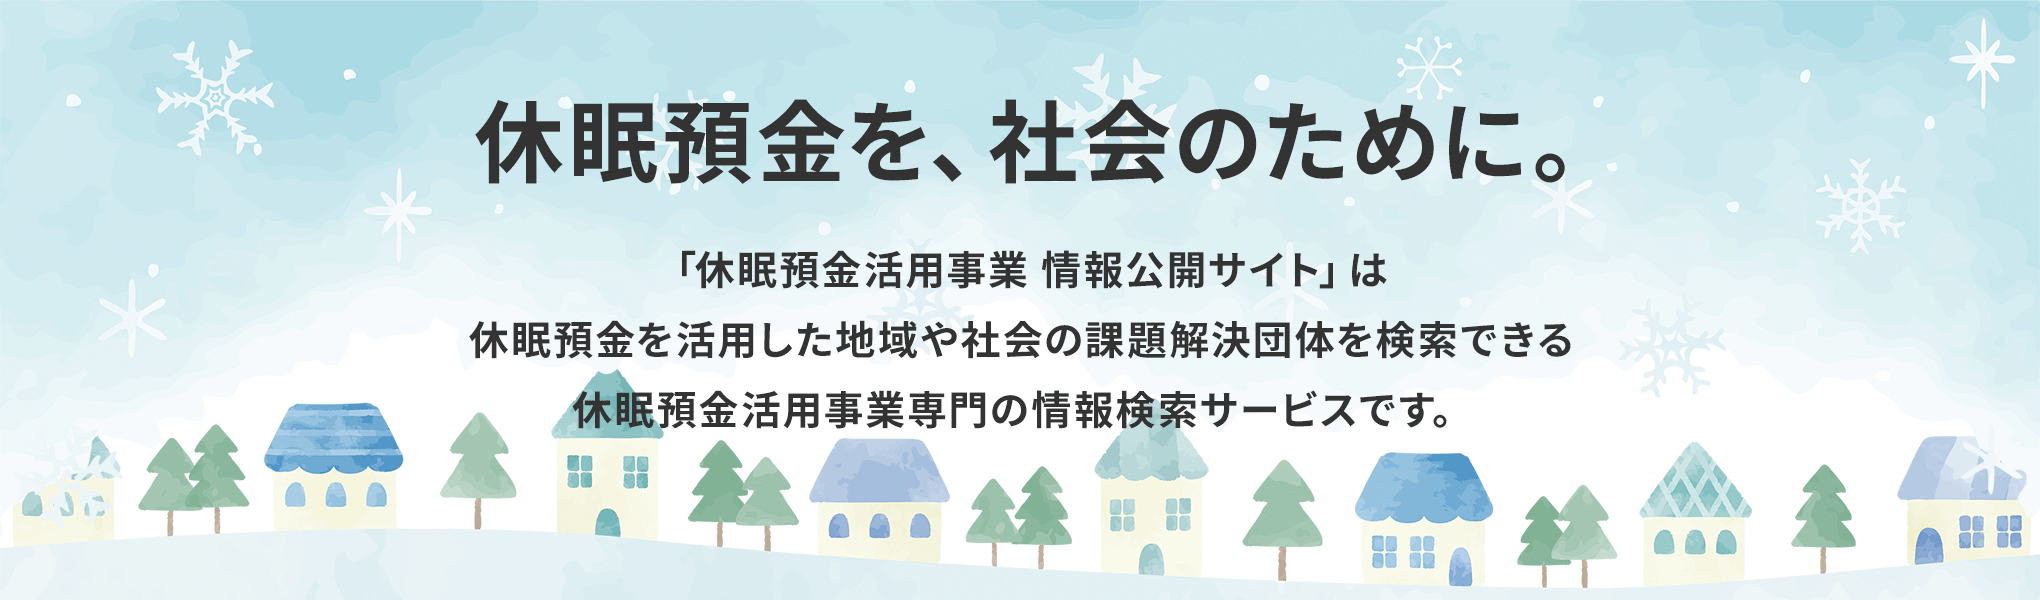 休眠預金を、社会のために。
「休眠預金活用事業 情報公開サイト」は
休眠預金を活用した地域や社会の課題解決団体を検索できる
休眠預金活用事業専門の情報検索サービスです。